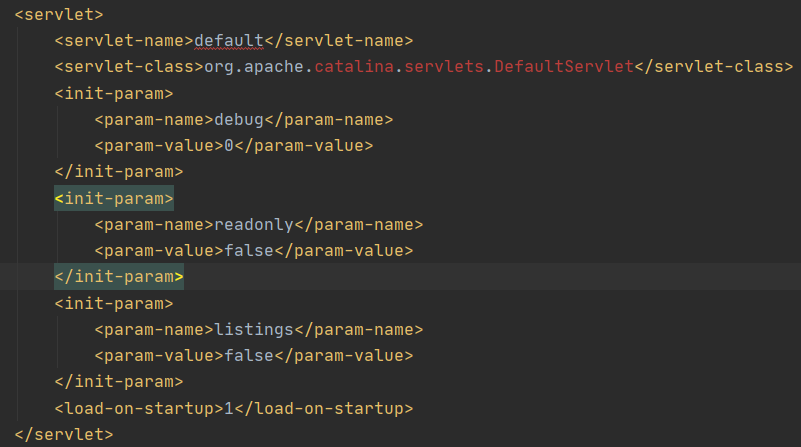 <servlet>
<servlet-name>default</servlet-name>
<servlet-class>org.apache.catalina.servlets.DefaultServlet</servlet-class>
<init-param>
<param-name>debug</param-name>
<param-value>0</param-value>
</init-param>
<init-param>
<param-name>readonly</param-name>
<param-value>false</param-value>
</init-param>
<init-param>
<param-name>listings</param-name>
<param-value>false</param-value>
</init-param>
<load-on-startup>1</load-on-startup>
</servlet>